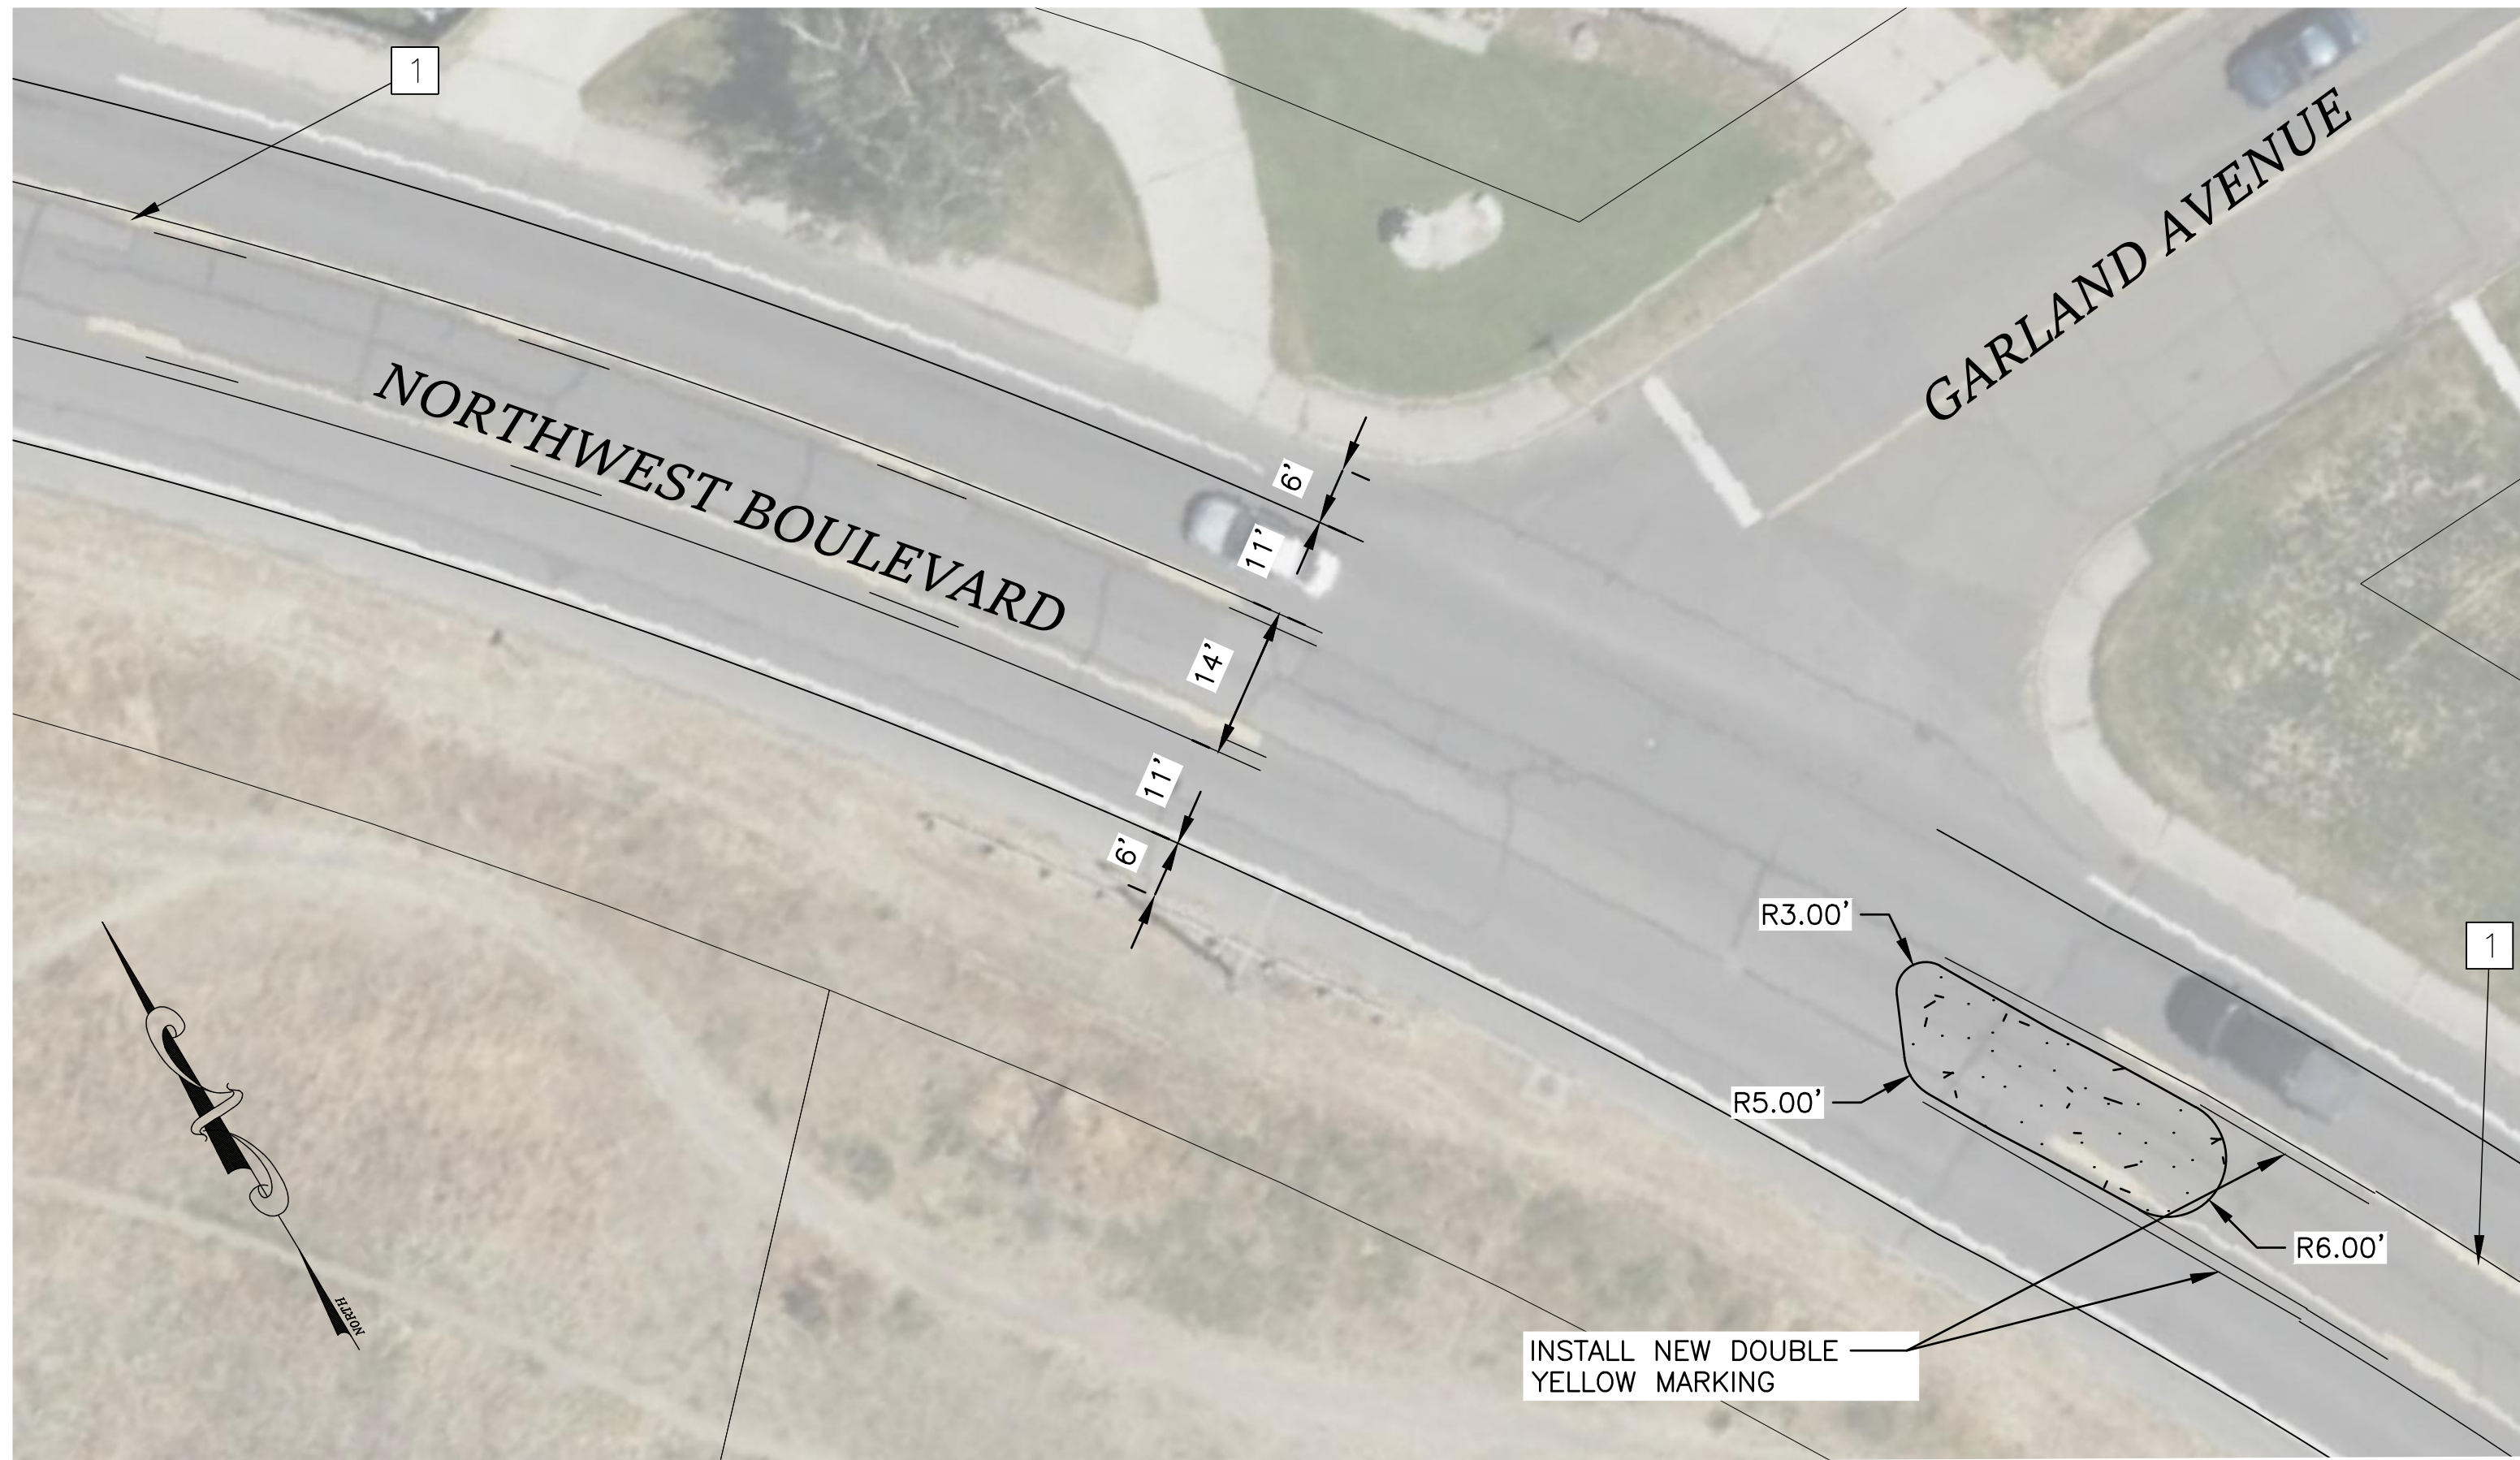 1
GARLAND AVENUE
NORTHWEST BOULEVARD
6'
11'
14'
11'
6'
R3.00'
1
R5.00'
R6.00'
NORTH
INSTALL NEW DOUBLE
YELLOW MARKING